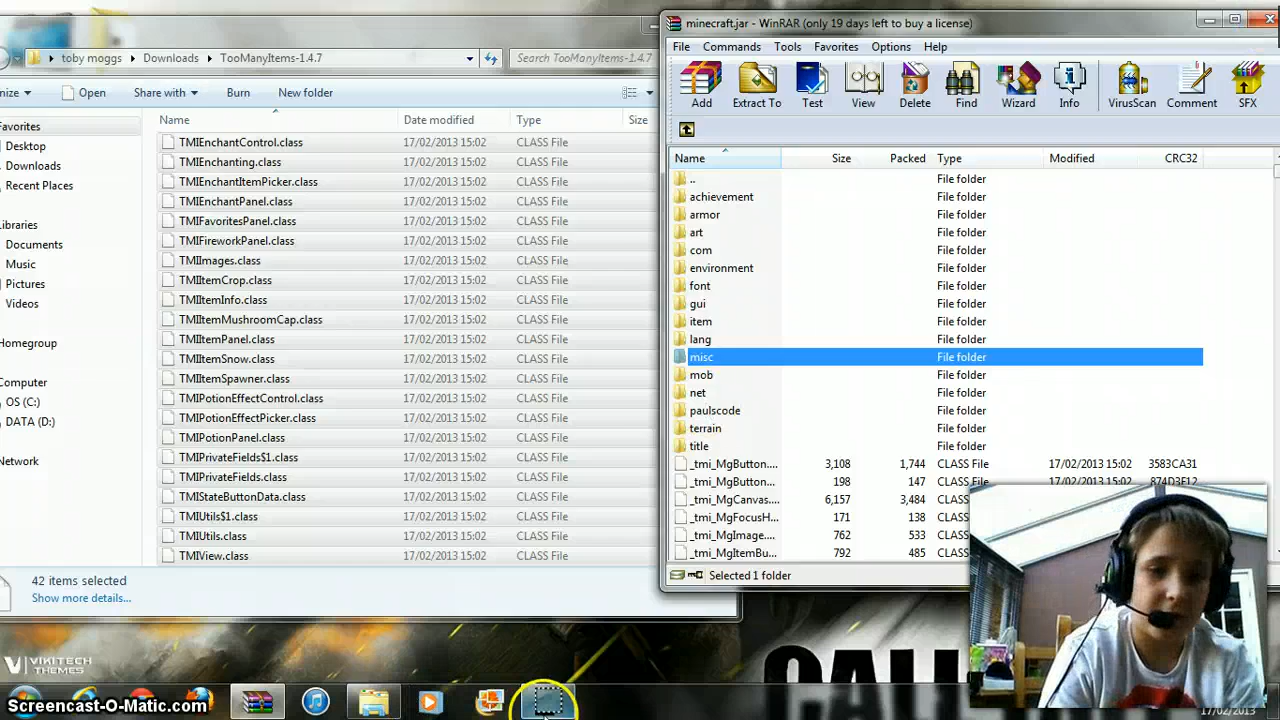 minecraft.jar - WinRAR (only 19 days left to buy a license)
File Commands Tools Favorites Options Help
Add Extract To Test View Delete Find Wizard Info VirusScan Comment SFX
Name Size Packed Type Modified CRC32
.. File folder
achievement File folder
armor File folder
art File folder
com File folder
environment File folder
font File folder
gui File folder
item File folder
lang File folder
misc File folder
mob File folder
net File folder
paulscode File folder
terrain File folder
title File folder
_tmi_MgButton.... 3,108 1,744 CLASS File 17/02/2013 15:02 3583CA31
_tmi_MgButton... 198 147 CLASS File 17/02/2013 15:02 874D3F12
_tmi_MgCanvas.... 6,157 3,484 CLASS
_tmi_MgFocusH... 171 138 CLASS
_tmi_MgImage.... 762 533 CLASS
_tmi_MgItemBu... 792 485 CLASS
Selected 1 folder
toby moggs Downloads TooManyItems-1.4.7 Search TooManyItems-1.4.7
nize Open Share with Burn New folder
Name Date modified Type Size
Favorites
Desktop
Downloads
Recent Places
Libraries
Documents
Music
Pictures
Videos
Homegroup
Computer
OS (C:)
DATA (D:)
Network
TMIEnchantControl.class 17/02/2013 15:02 CLASS File
TMIEnchanting.class 17/02/2013 15:02 CLASS File
TMIEnchantItemPicker.class 17/02/2013 15:02 CLASS File
TMIEnchantPanel.class 17/02/2013 15:02 CLASS File
TMIFavoritesPanel.class 17/02/2013 15:02 CLASS File
TMIFireworkPanel.class 17/02/2013 15:02 CLASS File
TMIImages.class 17/02/2013 15:02 CLASS File
TMIItemCrop.class 17/02/2013 15:02 CLASS File
TMIItemInfo.class 17/02/2013 15:02 CLASS File
TMIItemMushroomCap.class 17/02/2013 15:02 CLASS File
TMIItemPanel.class 17/02/2013 15:02 CLASS File
TMIItemSnow.class 17/02/2013 15:02 CLASS File
TMIItemSpawner.class 17/02/2013 15:02 CLASS File
TMIPotionEffectControl.class 17/02/2013 15:02 CLASS File
TMIPotionEffectPicker.class 17/02/2013 15:02 CLASS File
TMIPotionPanel.class 17/02/2013 15:02 CLASS File
TMIPrivateFields$1.class 17/02/2013 15:02 CLASS File
TMIPrivateFields.class 17/02/2013 15:02 CLASS File
TMIStateButtonData.class 17/02/2013 15:02 CLASS File
TMIUtils$1.class 17/02/2013 15:02 CLASS File
TMIUtils.class 17/02/2013 15:02 CLASS File
TMIView.class 17/02/2013 15:02 CLASS File
42 items selected
Show more details...
VIKITECH
THEMES
CALL
Screencast-O-Matic.com
17/02/2013